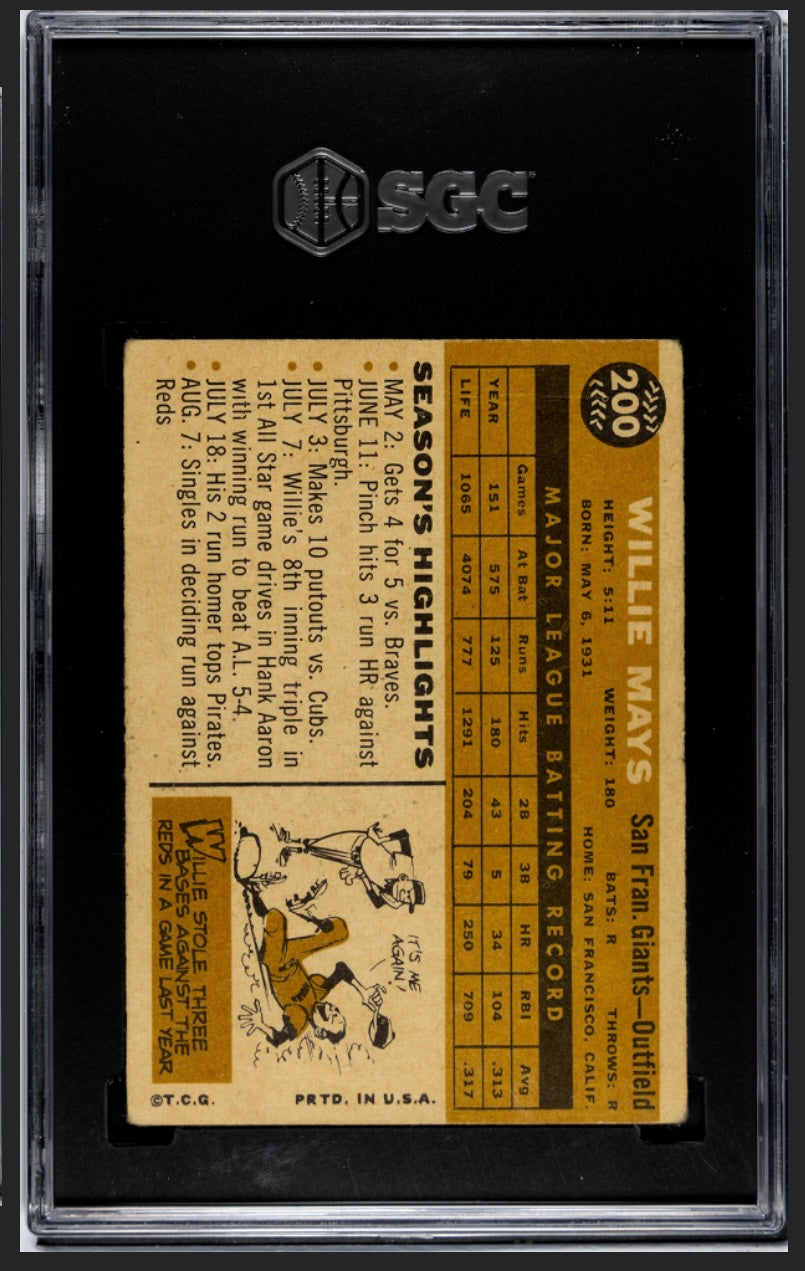 SGC
200
WILLIE MAYS San Fran. Giants—Outfield
HEIGHT: 5:11 WEIGHT: 180 BATS: R THROWS: R
BORN: MAY 6, 1931 HOME: SAN FRANCISCO, CALIF.
MAJOR LEAGUE BATTING RECORD
Games At Bat Runs Hits 2B 3B HR RBI Avg
YEAR 151 575 125 180 43 5 34 104 .313
LIFE 1065 4074 777 1291 204 79 250 709 .317
SEASON'S HIGHLIGHTS
• MAY 2: Gets 4 for 5 vs. Braves.
• JUNE 11: Pinch hits 3 run HR against
Pittsburgh.
• JULY 3: Makes 10 putouts vs. Cubs.
• JULY 7: Willie's 8th inning triple in
1st All Star game drives in Hank Aaron
with winning run to beat A.L. 5-4.
• JULY 18: His 2 run homer tops Pirates.
• AUG. 7: Singles in deciding run against
Reds
IT'S ME
AGAIN!
WILLIE STOLE THREE
BASES AGAINST THE
REDS IN A GAME LAST YEAR
PRTD. IN U.S.A.
©T.C.G.